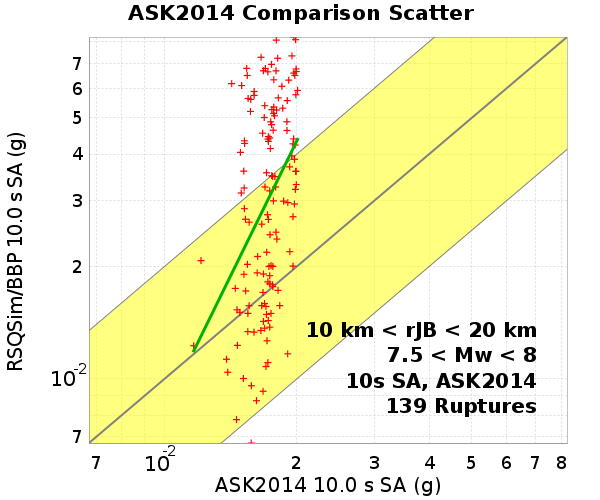 ASK2014 Comparison Scatter
RSQSim/BBP 10.0 s SA (g)
7
6
5
4
3
2
10-2
7
10 km < rJB < 20 km
7.5 < Mw < 8
10s SA, ASK2014
139 Ruptures
7 10-2 2 3 4 5 6 7 8
ASK2014 10.0 s SA (g)